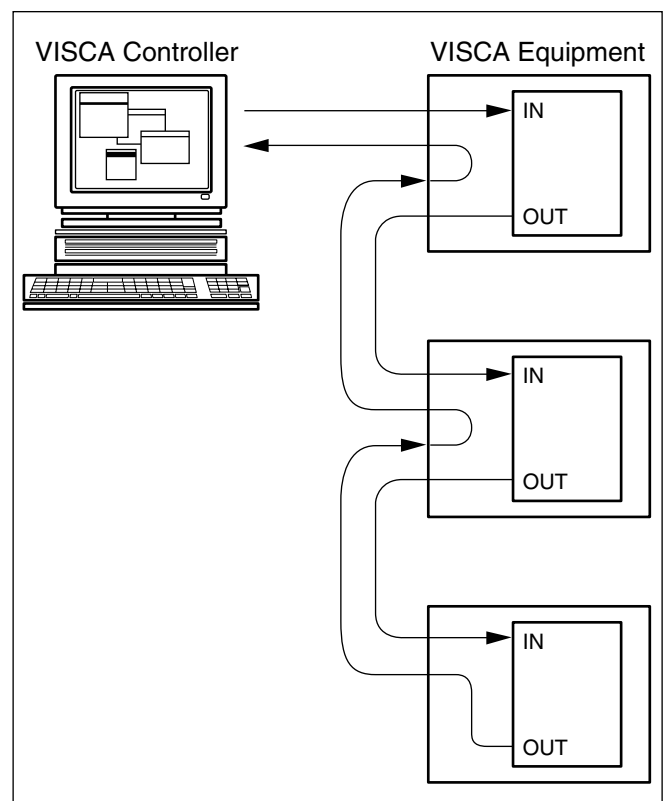 VISCA Controller
VISCA Equipment
IN
OUT
IN
OUT
IN
OUT